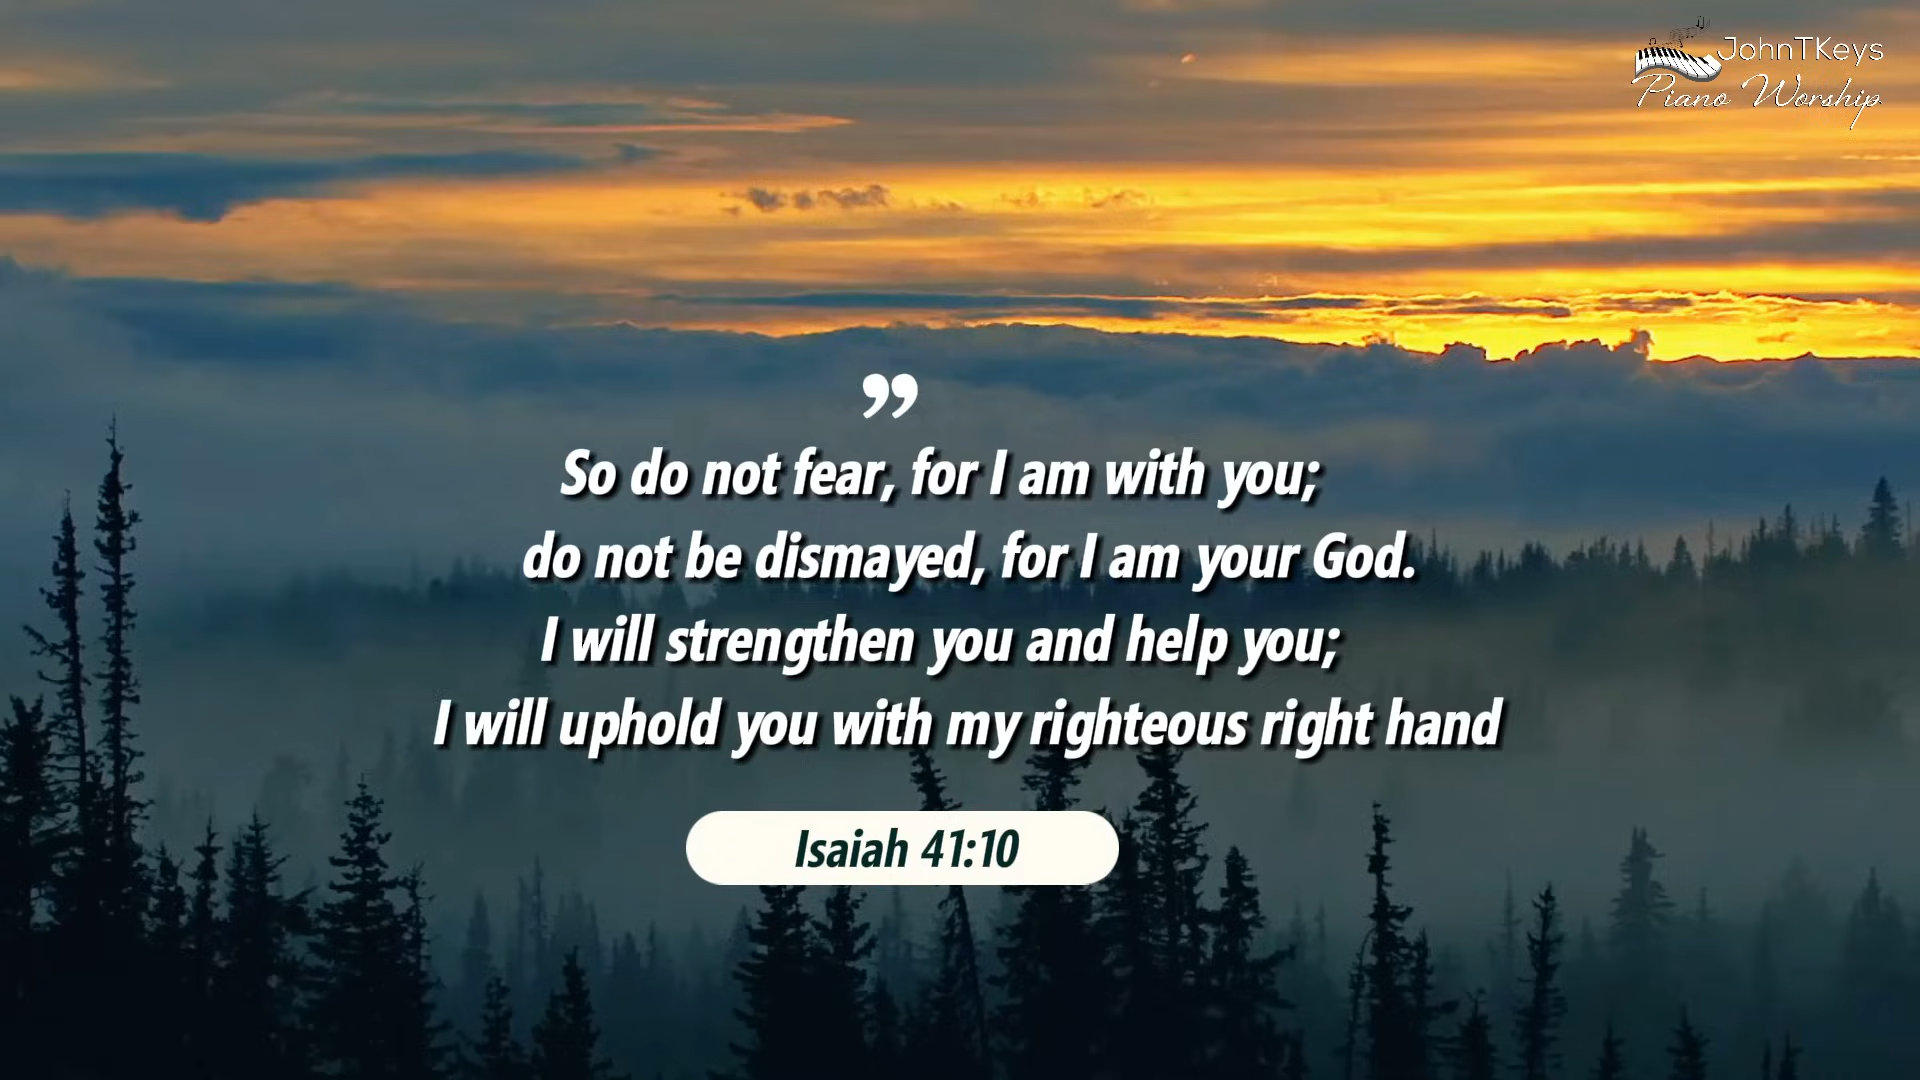 JohnTKeys
Piano Worship
”
So do not fear, for I am with you;
do not be dismayed, for I am your God.
I will strengthen you and help you;
I will uphold you with my righteous right hand
Isaiah 41:10